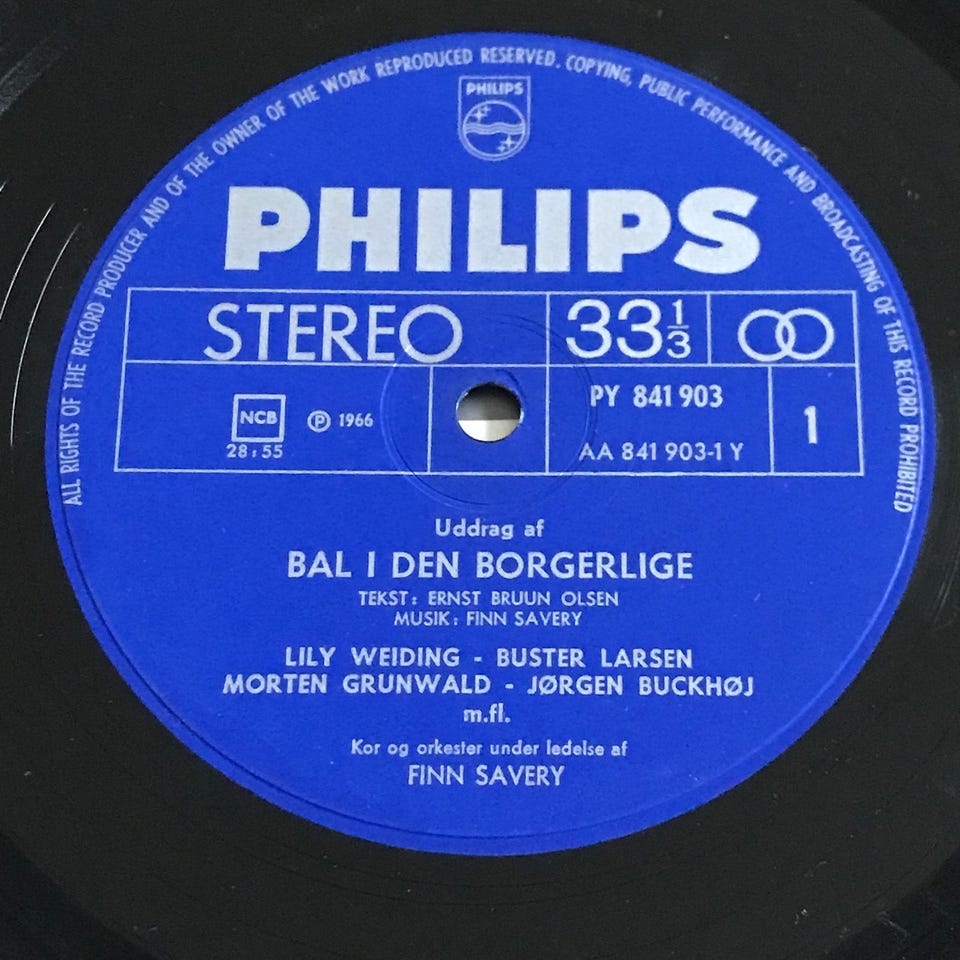 ALL RIGHTS OF THE RECORD PRODUCER AND OF THE OWNER OF THE WORK REPRODUCED RESERVED. COPYING, PUBLIC PERFORMANCE AND BROADCASTING OF THIS RECORD PROHIBITED
PHILIPS
PHILIPS
STEREO 33 1/3
NCB ℗ 1966 PY 841 903 1
28:55 AA 841 903-1 Y
Uddrag af
BAL I DEN BORGERLIGE
TEKST: ERNST BRUUN OLSEN
MUSIK: FINN SAVERY
LILY WEIDING - BUSTER LARSEN
MORTEN GRUNWALD - JØRGEN BUCKHØJ
m.fl.
Kor og orkester under ledelse af
FINN SAVERY